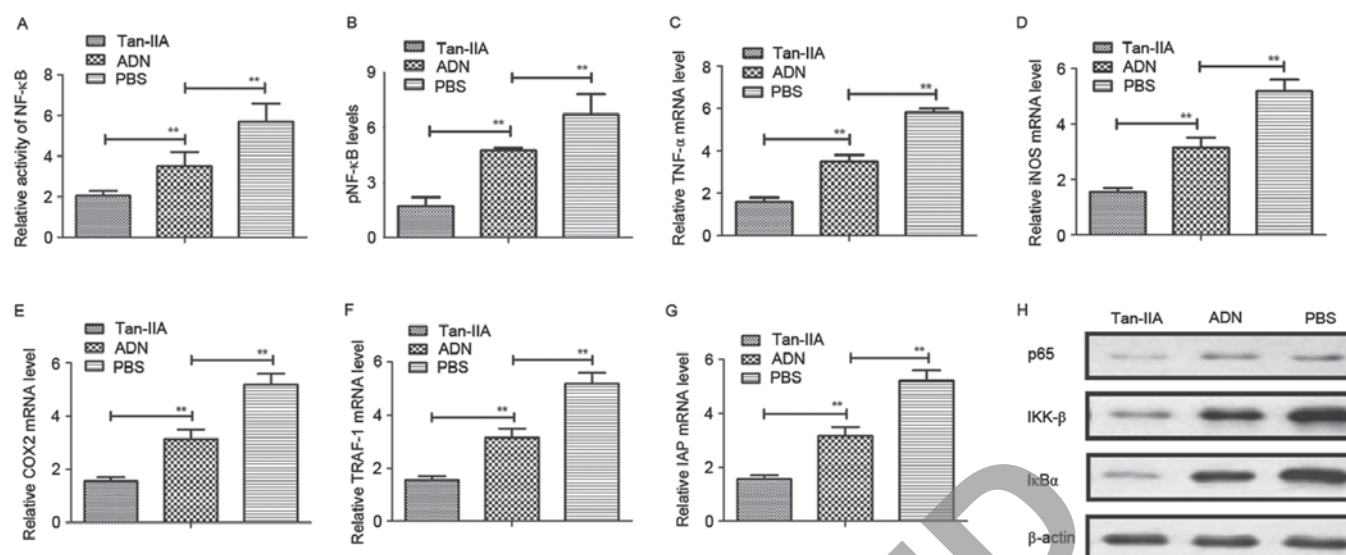 A
Tan-IIA
ADN
PBS
Relative activity of NF-κB
8
6
4
2
0
**
**
B
Tan-IIA
ADN
PBS
pNF-κB levels
9
6
3
0
**
**
C
Tan-IIA
ADN
PBS
Relative TNF-α mRNA level
8
6
4
2
0
**
**
D
Tan-IIA
ADN
PBS
Relative iNOS mRNA level
6
4
2
0
**
**
E
Tan-IIA
ADN
PBS
Relative COX2 mRNA level
6
4
2
0
**
**
F
Tan-IIA
ADN
PBS
Relative TRAF-1 mRNA level
6
4
2
0
**
**
G
Tan-IIA
ADN
PBS
Relative IAP mRNA level
6
4
2
0
**
**
H
Tan-IIA ADN PBS
p65
IKK-β
IκBα
β-actin